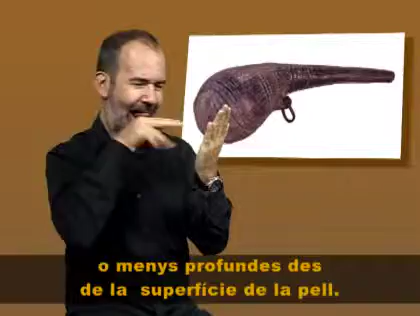 o menys profundes des
de la superfície de la pell.